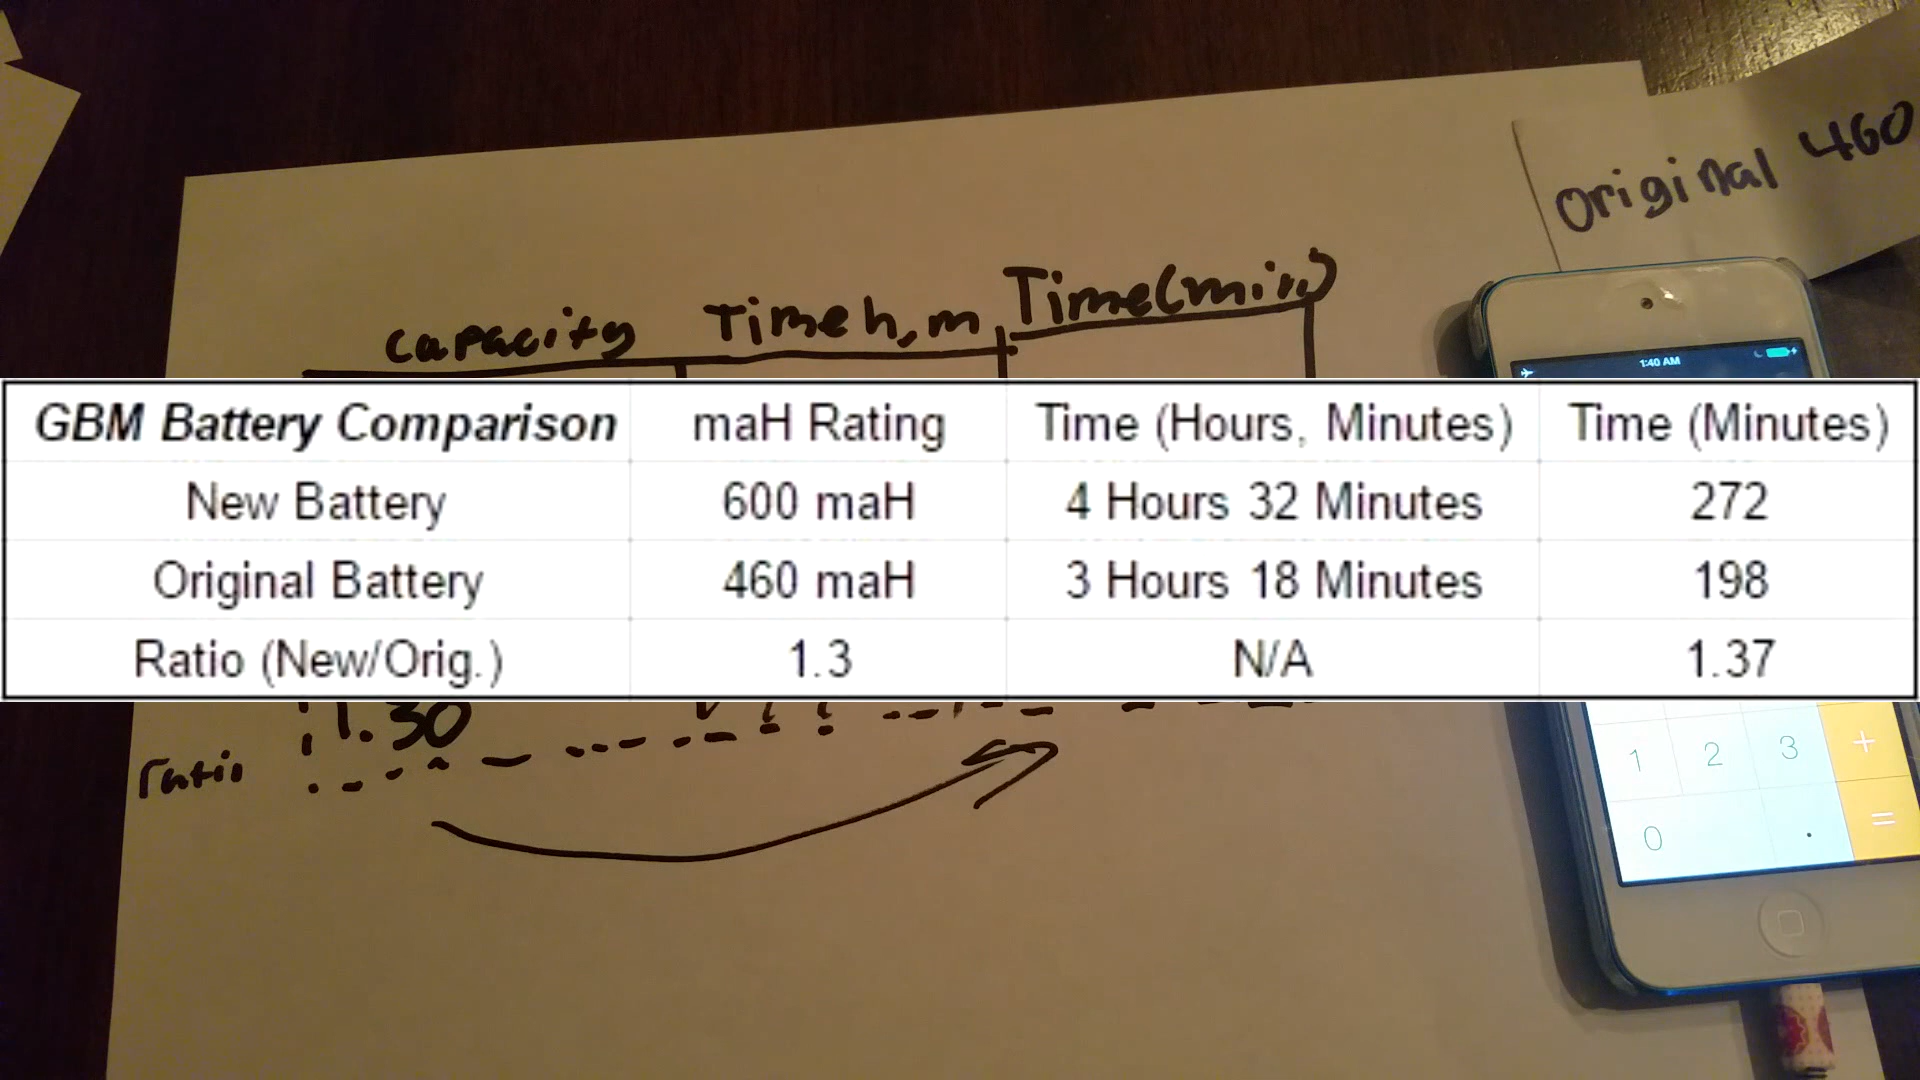 original 460
capacity Time h,m Time(min)
1:40 AM
GBM Battery Comparison maH Rating Time (Hours, Minutes) Time (Minutes)
New Battery 600 maH 4 Hours 32 Minutes 272
Original Battery 460 maH 3 Hours 18 Minutes 198
Ratio (New/Orig.) 1.3 N/A 1.37
ratio 1.30
1 2 3 +
0 . =